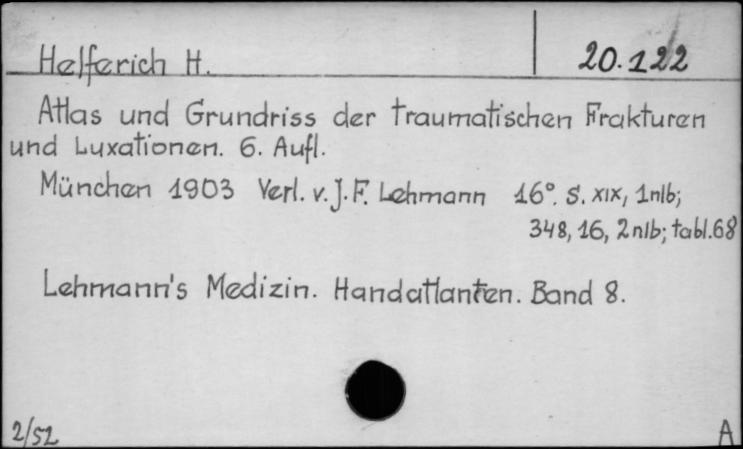 Helferich H. 20.122
Atlas und Grundriss der traumatischen Frakturen
und Luxationen. 6. Aufl.
München 1903 Verl. v. J. F. Lehmann 16°. S. XIX, 1nlb;
348, 16, 2nlb; tabl.68
Lehmann's Medizin. Handatlanten. Band 8.
2/52 A